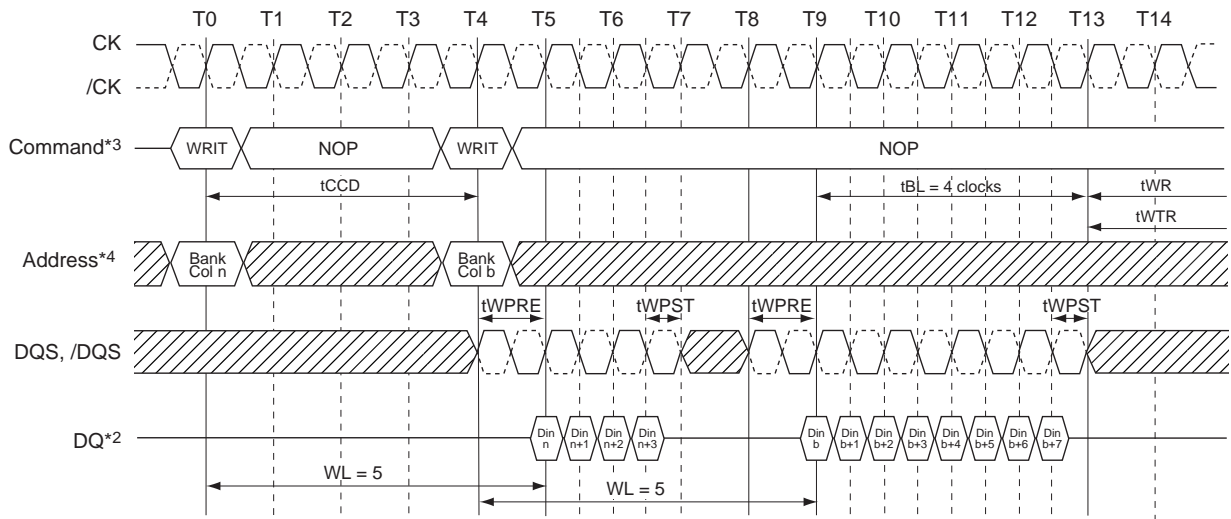 T0 T1 T2 T3 T4 T5 T6 T7 T8 T9 T10 T11 T12 T13 T14
CK
/CK
Command*3 WRIT NOP WRIT NOP
tCCD tBL = 4 clocks tWR
tWTR
Address*4 Bank Col n Bank Col b
tWPRE tWPST tWPRE tWPST
DQS, /DQS
DQ*2 Din n Din n+1 Din n+2 Din n+3 Din b Din b+1 Din b+2 Din b+3 Din b+4 Din b+5 Din b+6 Din b+7
WL = 5
WL = 5